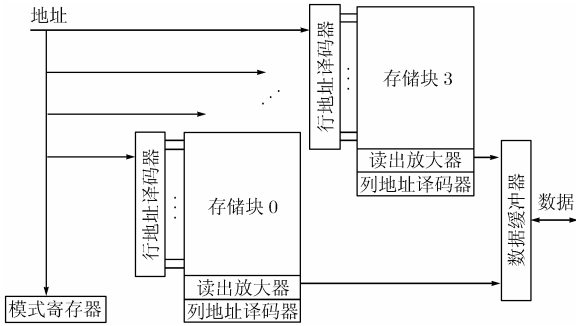 地址
行地址译码器
存储块 3
读出放大器
列地址译码器
行地址译码器
存储块 0
读出放大器
列地址译码器
数据缓冲器
数据
模式寄存器